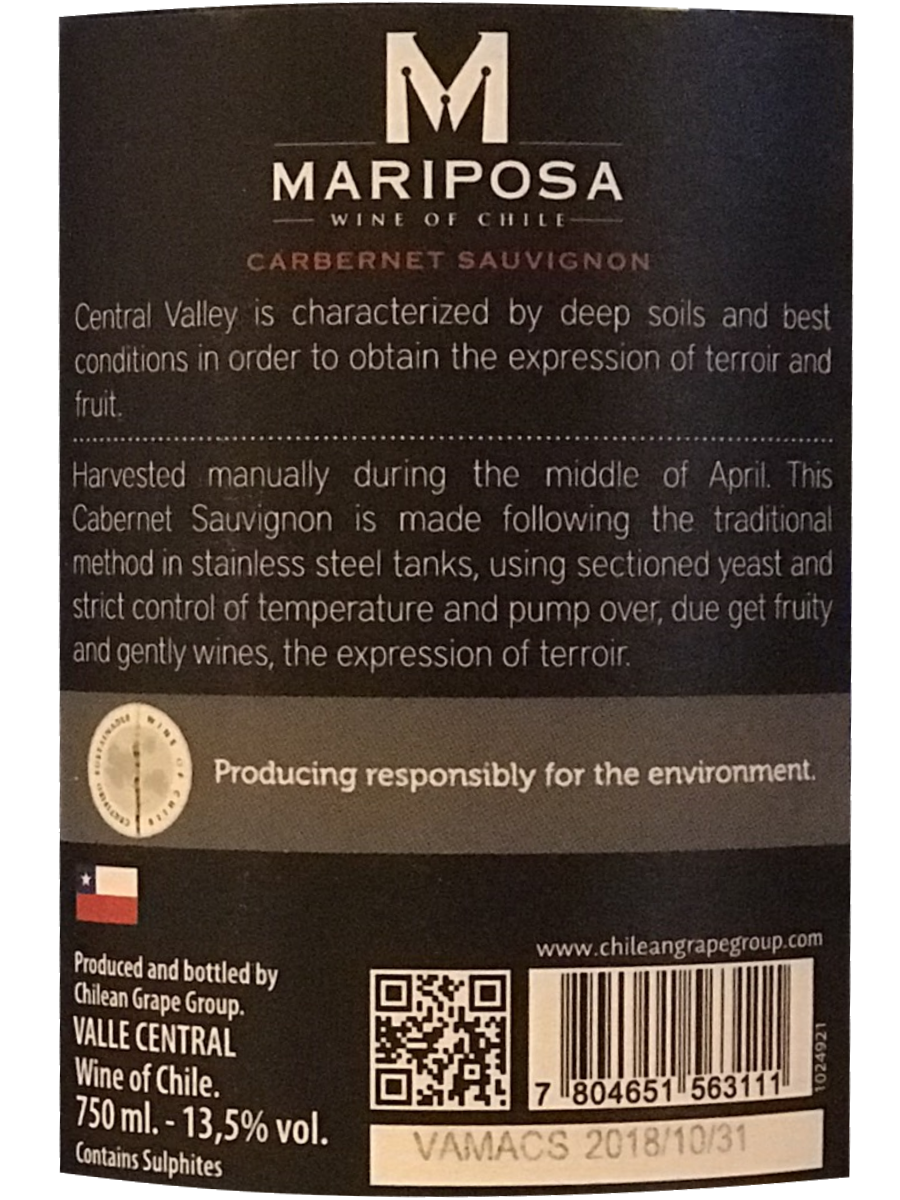 M
MARIPOSA
WINE OF CHILE
CARBERNET SAUVIGNON
Central Valley is characterized by deep soils and best
conditions in order to obtain the expression of terroir and
fruit.
Harvested manually during the middle of April. This
Cabernet Sauvignon is made following the traditional
method in stainless steel tanks, using sectioned yeast and
strict control of temperature and pump over, due get fruity
and gently wines, the expression of terroir.
CERTIFIED SUSTAINABLE WINE OF CHILE
Producing responsibly for the environment.
Produced and bottled by
Chilean Grape Group.
VALLE CENTRAL
Wine of Chile.
750 ml. - 13,5% vol.
Contains Sulphites
www.chileangrapegroup.com
7 804651 563111
1024921
VAMACS 2018/10/31